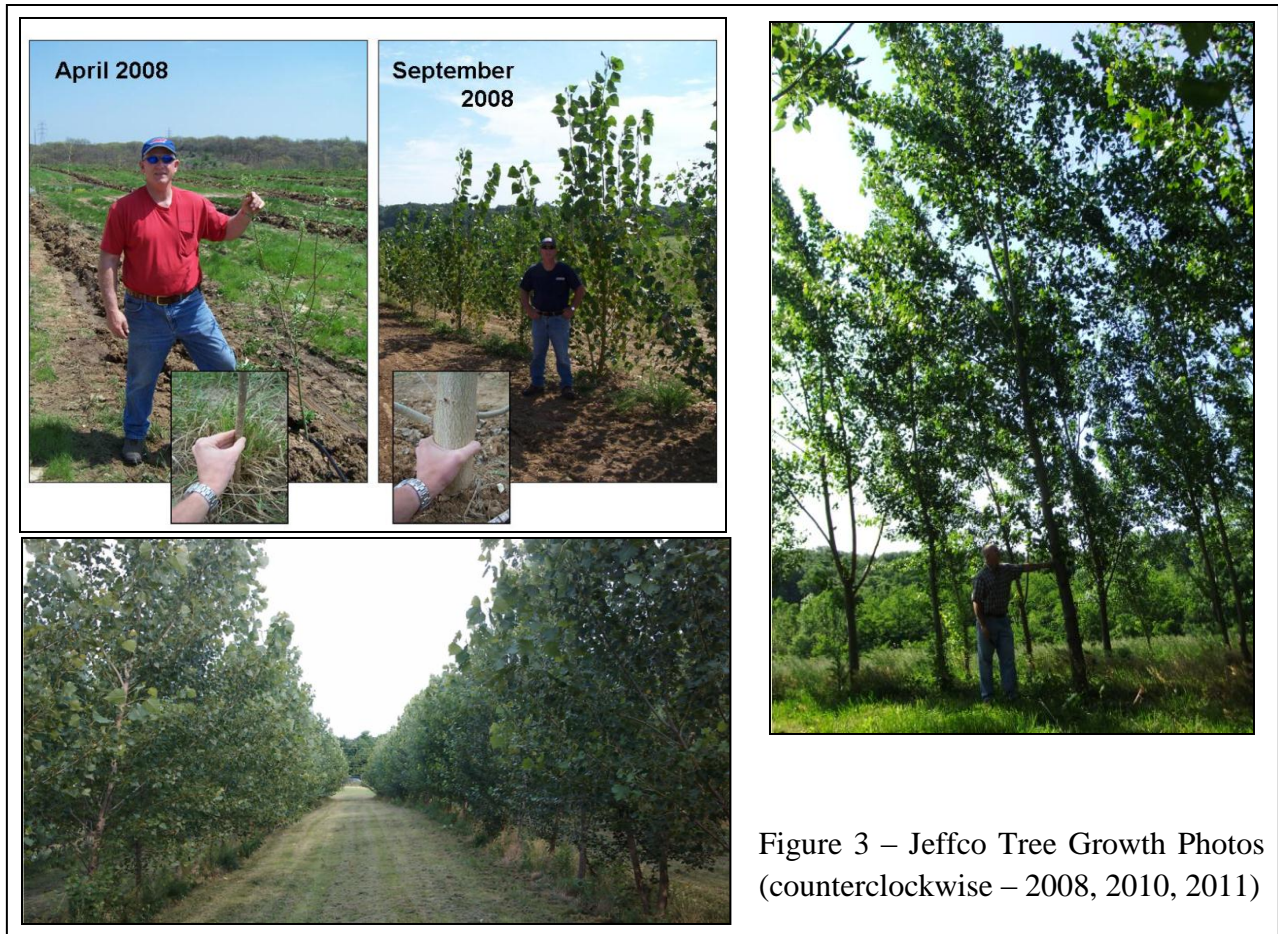 April 2008
September
2008
Figure 3 – Jeffco Tree Growth Photos
(counterclockwise – 2008, 2010, 2011)